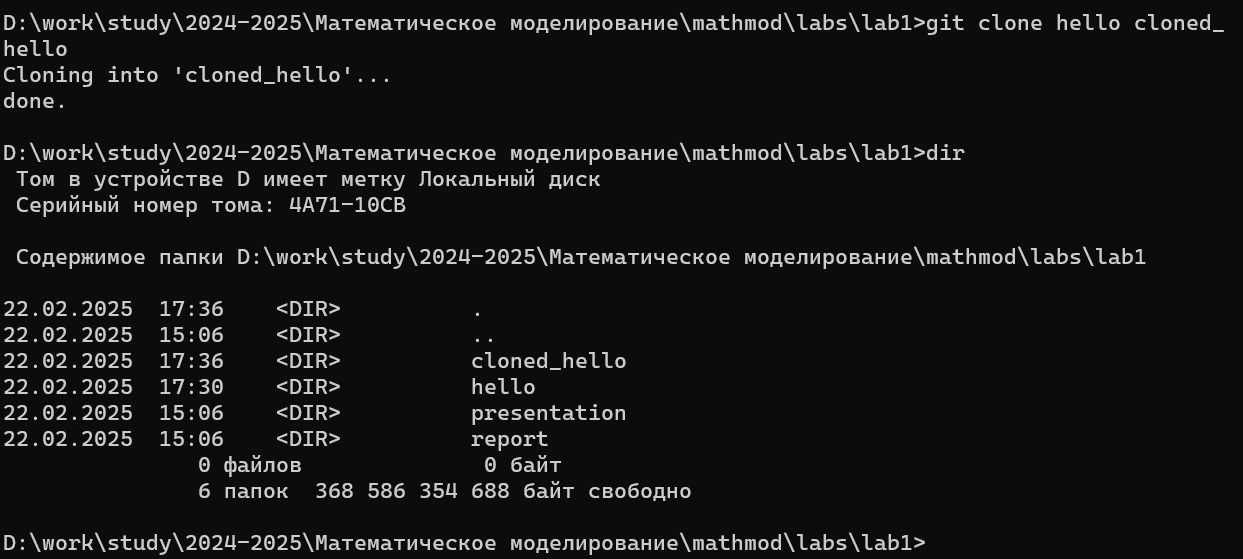 D:\work\study\2024-2025\Математическое моделирование\mathmod\labs\lab1>git clone hello cloned_
hello
Cloning into 'cloned_hello'...
done.
D:\work\study\2024-2025\Математическое моделирование\mathmod\labs\lab1>dir
Том в устройстве D имеет метку Локальный диск
Серийный номер тома: 4A71-10CB
Содержимое папки D:\work\study\2024-2025\Математическое моделирование\mathmod\labs\lab1
22.02.2025  17:36    <DIR>          .
22.02.2025  15:06    <DIR>          ..
22.02.2025  17:36    <DIR>          cloned_hello
22.02.2025  17:30    <DIR>          hello
22.02.2025  15:06    <DIR>          presentation
22.02.2025  15:06    <DIR>          report
0 файлов              0 байт
6 папок  368 586 354 688 байт свободно
D:\work\study\2024-2025\Математическое моделирование\mathmod\labs\lab1>